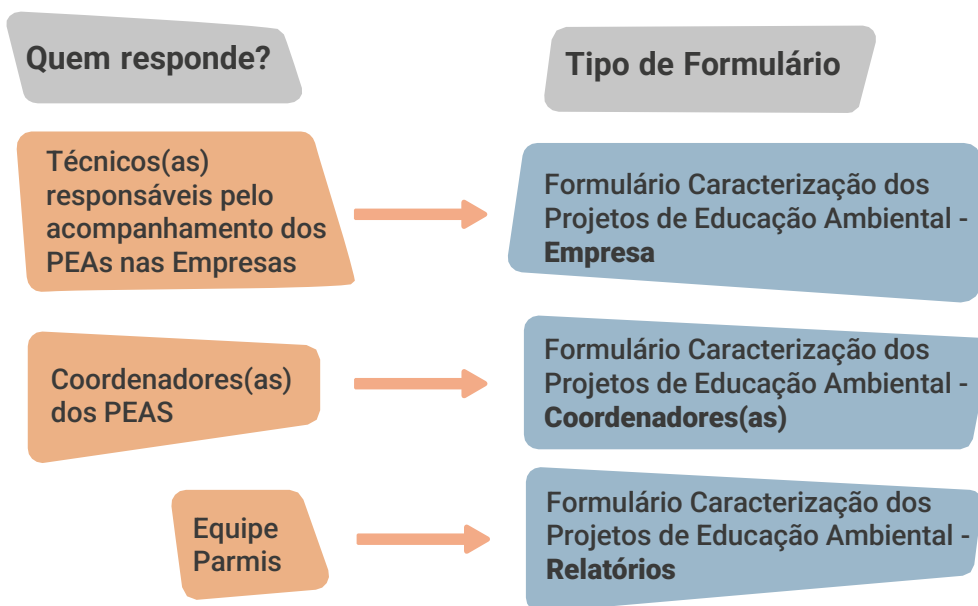 Quem responde?
Tipo de Formulário
Técnicos(as)
responsáveis pelo
acompanhamento dos
PEAs nas Empresas
Formulário Caracterização dos
Projetos de Educação Ambiental -
Empresa
Coordenadores(as)
dos PEAS
Formulário Caracterização dos
Projetos de Educação Ambiental -
Coordenadores(as)
Equipe
Parmis
Formulário Caracterização dos
Projetos de Educação Ambiental -
Relatórios